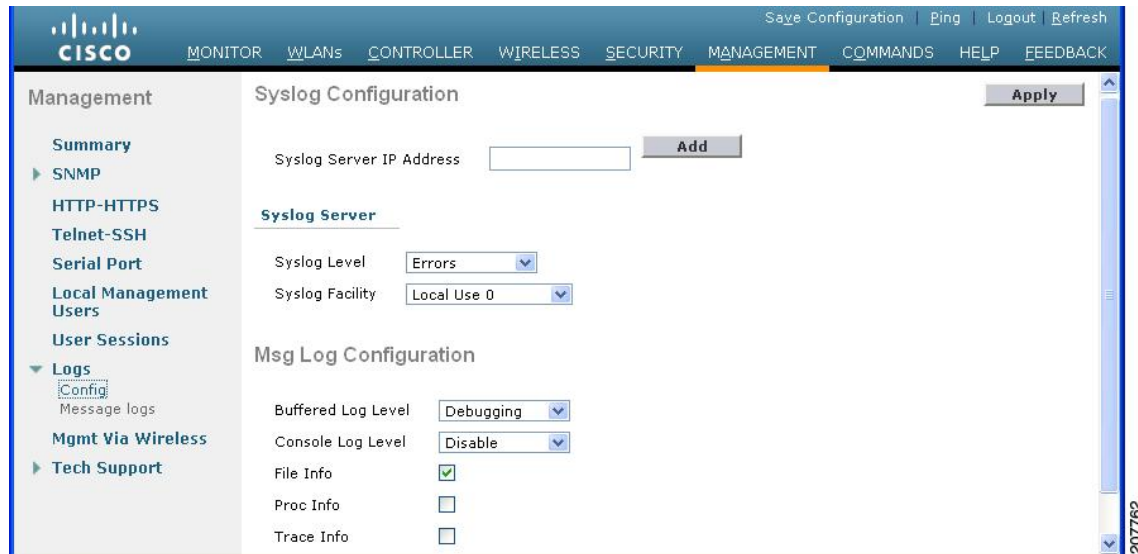 Save Configuration | Ping | Logout | Refresh
CISCO MONITOR WLANs CONTROLLER WIRELESS SECURITY MANAGEMENT COMMANDS HELP FEEDBACK
Management
Summary
SNMP
HTTP-HTTPS
Telnet-SSH
Serial Port
Local Management
Users
User Sessions
Logs
Config
Message logs
Mgmt Via Wireless
Tech Support
Syslog Configuration
Apply
Syslog Server IP Address
Add
Syslog Server
Syslog Level Errors
Syslog Facility Local Use 0
Msg Log Configuration
Buffered Log Level Debugging
Console Log Level Disable
File Info
Proc Info
Trace Info
207762